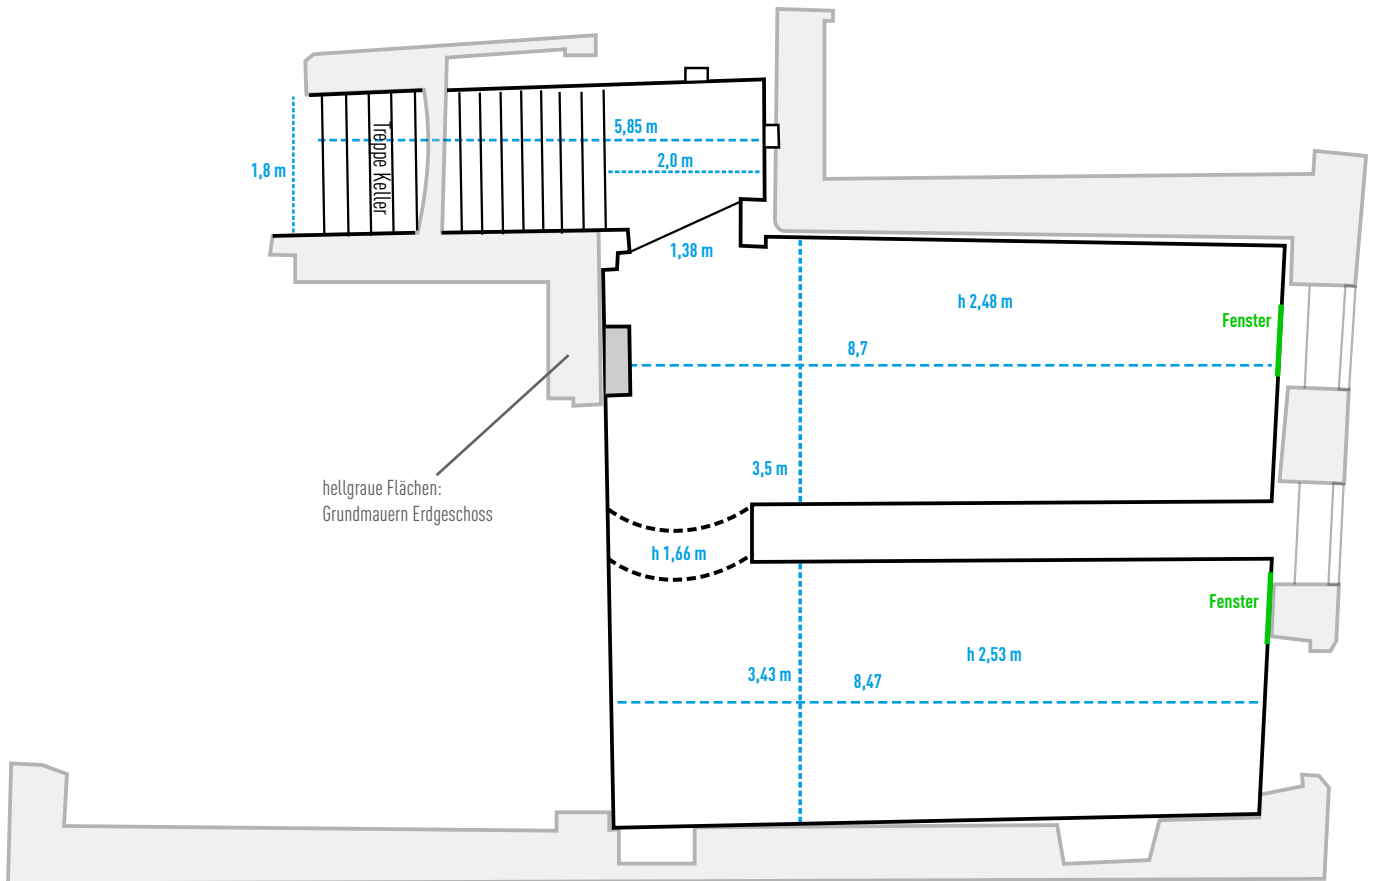 5,85 m
2,0 m
1,8 m
Treppe Keller
1,38 m
h 2,48 m
Fenster
8,7
3,5 m
hellgraue Flächen:
Grundmauern Erdgeschoss
h 1,66 m
Fenster
h 2,53 m
3,43 m
8,47